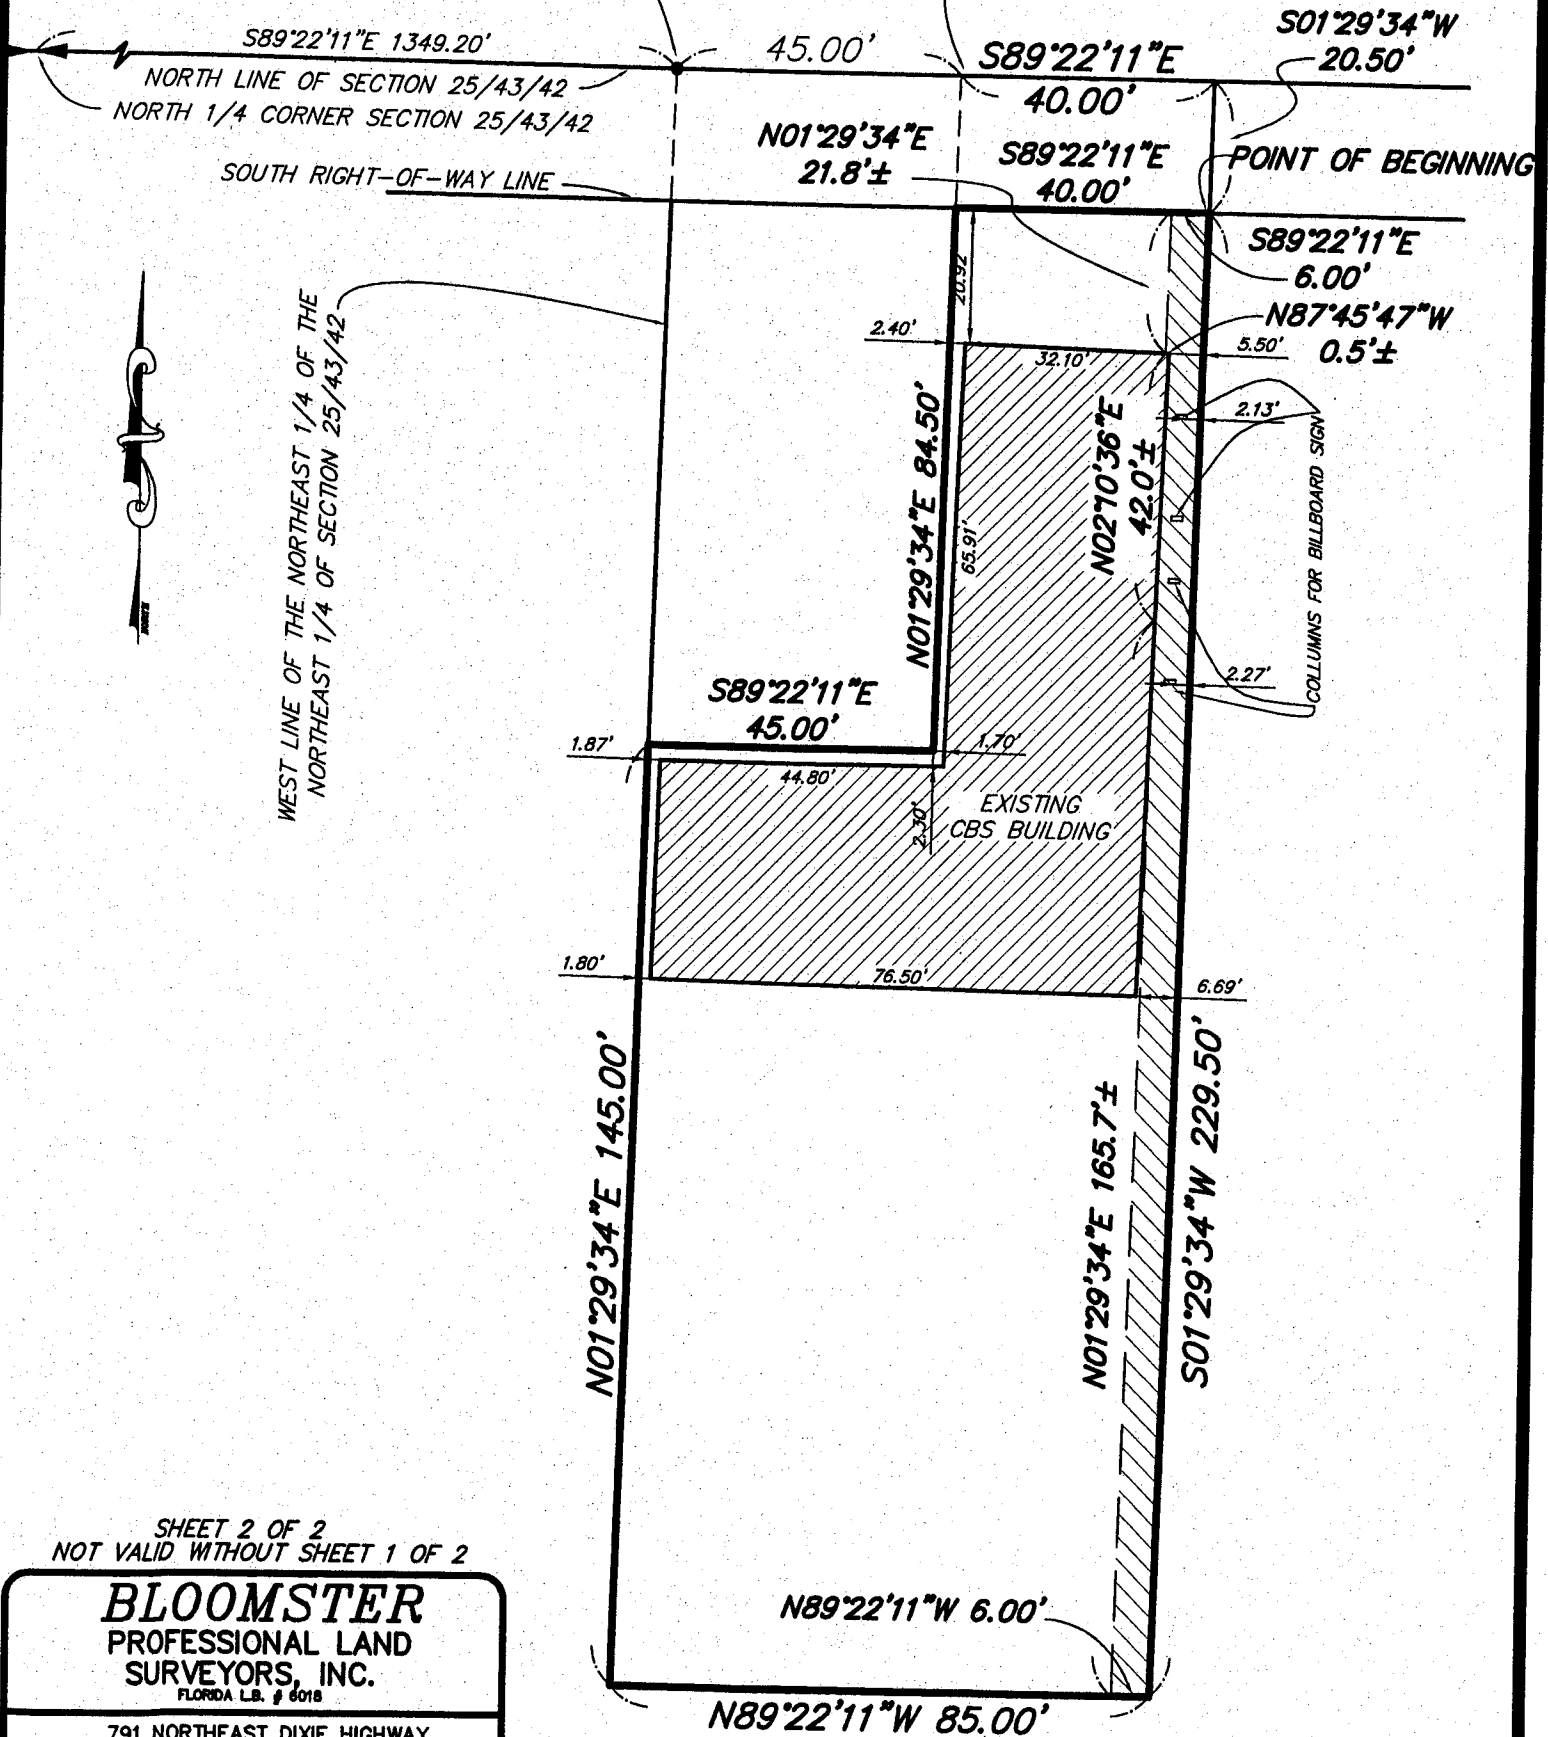 S89°22'11"E 1349.20'
NORTH LINE OF SECTION 25/43/42
NORTH 1/4 CORNER SECTION 25/43/42
45.00'
S89°22'11"E
40.00'
S01°29'34"W
20.50'
SOUTH RIGHT-OF-WAY LINE
N01°29'34"E
21.8'±
S89°22'11"E
40.00'
POINT OF BEGINNING
S89°22'11"E
6.00'
N87°45'47"W
0.5'±
WEST LINE OF THE NORTHEAST 1/4 OF THE
NORTHEAST 1/4 OF SECTION 25/43/42
NORTH
20.92'
2.40'
32.10'
5.50'
2.13'
N01°29'34"E 84.50'
65.91'
N02°10'36"E
42.0'±
COLLUMNS FOR BILLBOARD SIGN
2.27'
S89°22'11"E
45.00'
1.87'
1.70'
44.80'
2.30'
EXISTING
CBS BUILDING
1.80'
76.50'
6.69'
N01°29'34"E 145.00'
N01°29'34"E 165.7'±
S01°29'34"W 229.50'
N89°22'11"W 6.00'
N89°22'11"W 85.00'
SHEET 2 OF 2
NOT VALID WITHOUT SHEET 1 OF 2
BLOOMSTER
PROFESSIONAL LAND
SURVEYORS, INC.
FLORIDA L.B. # 6018
791 NORTHEAST DIXIE HIGHWAY